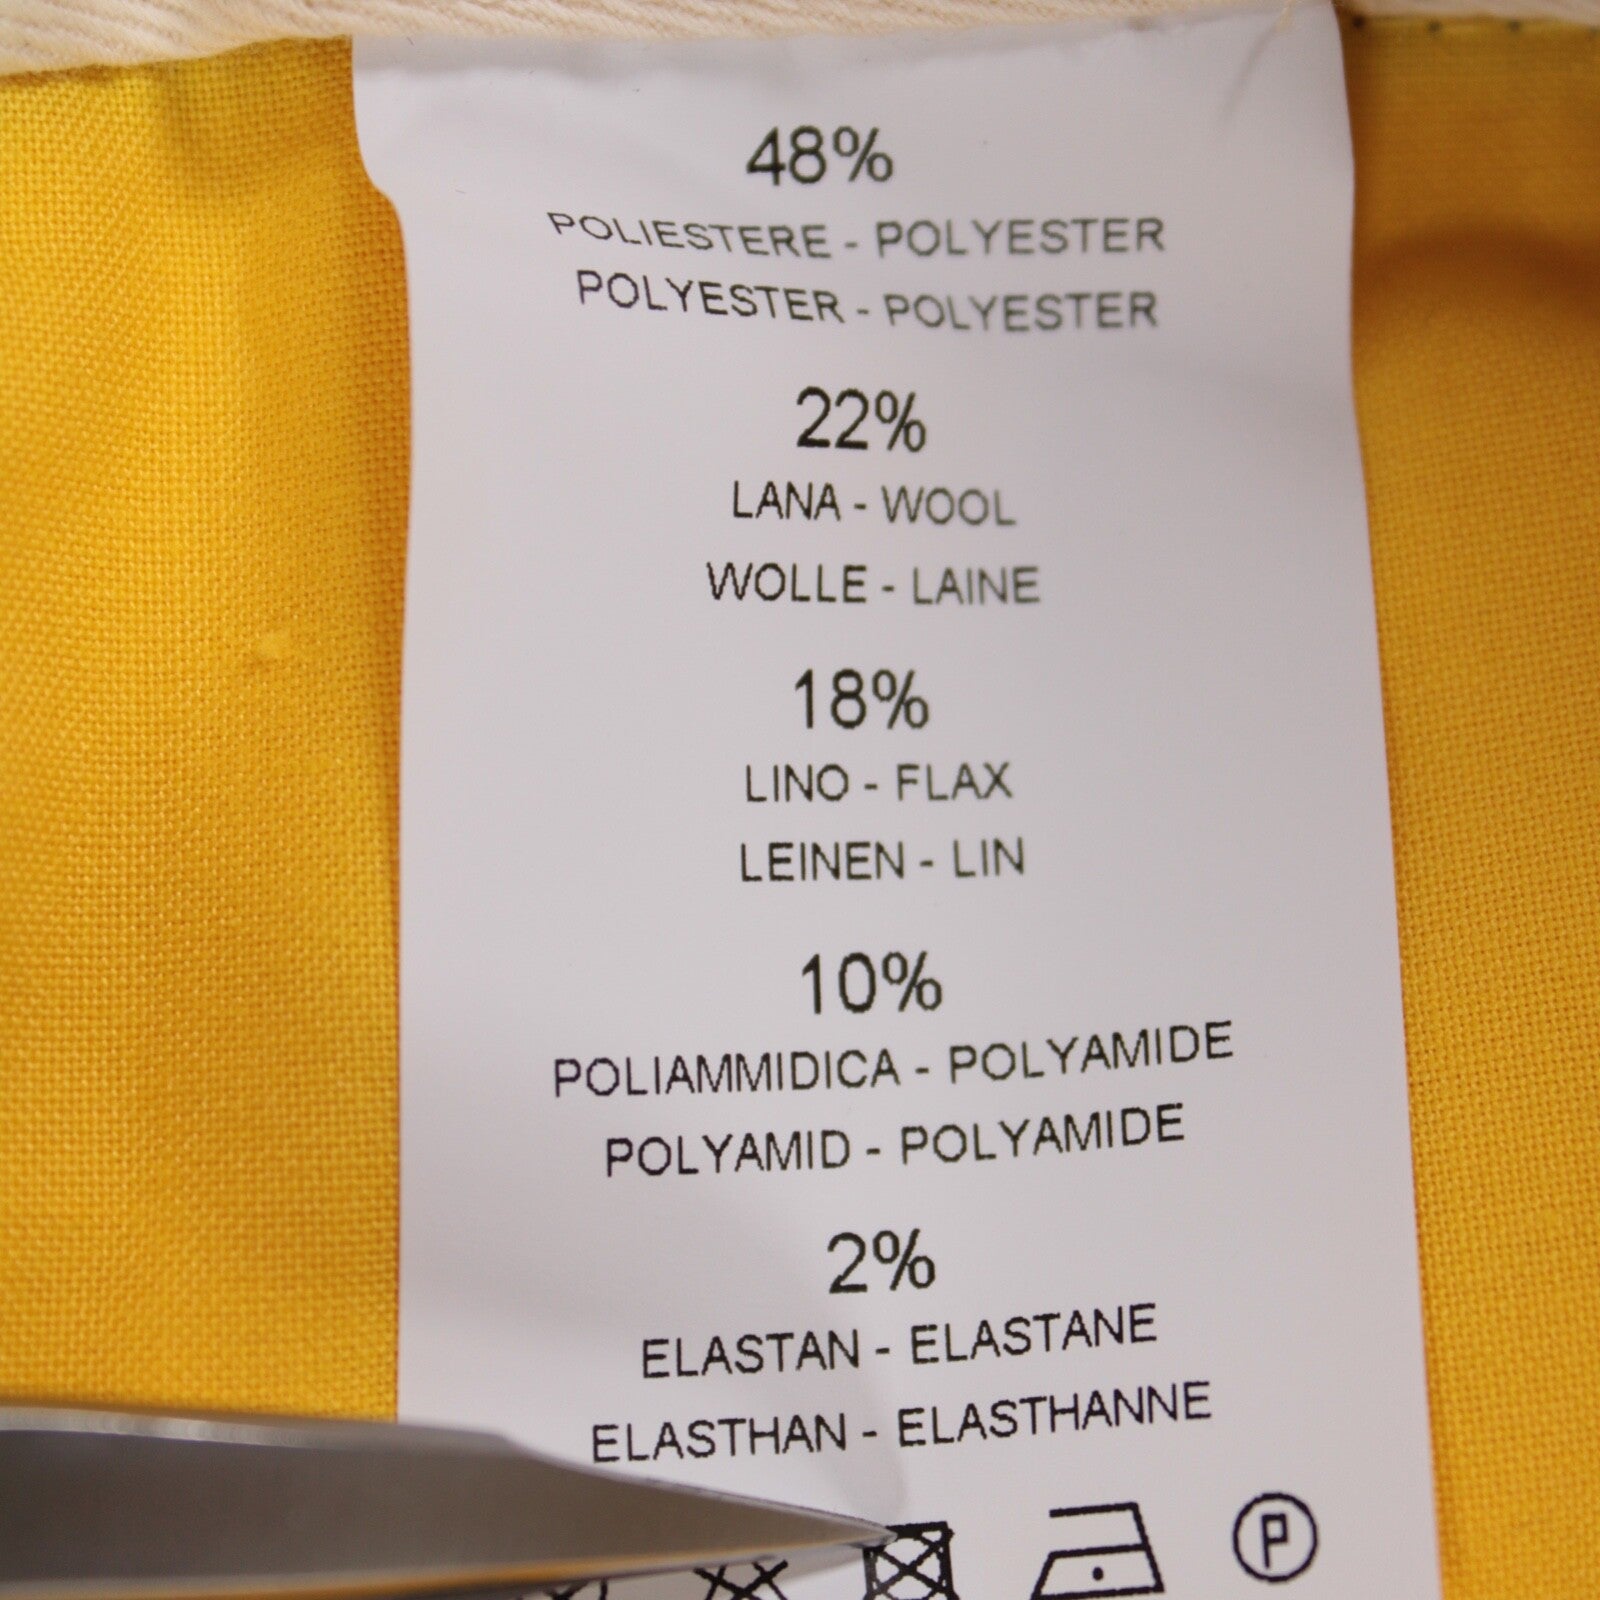 48%
POLIESTERE - POLYESTER
POLYESTER - POLYESTER
22%
LANA - WOOL
WOLLE - LAINE
18%
LINO - FLAX
LEINEN - LIN
10%
POLIAMMIDICA - POLYAMIDE
POLYAMID - POLYAMIDE
2%
ELASTAN - ELASTANE
ELASTHAN - ELASTHANNE
P